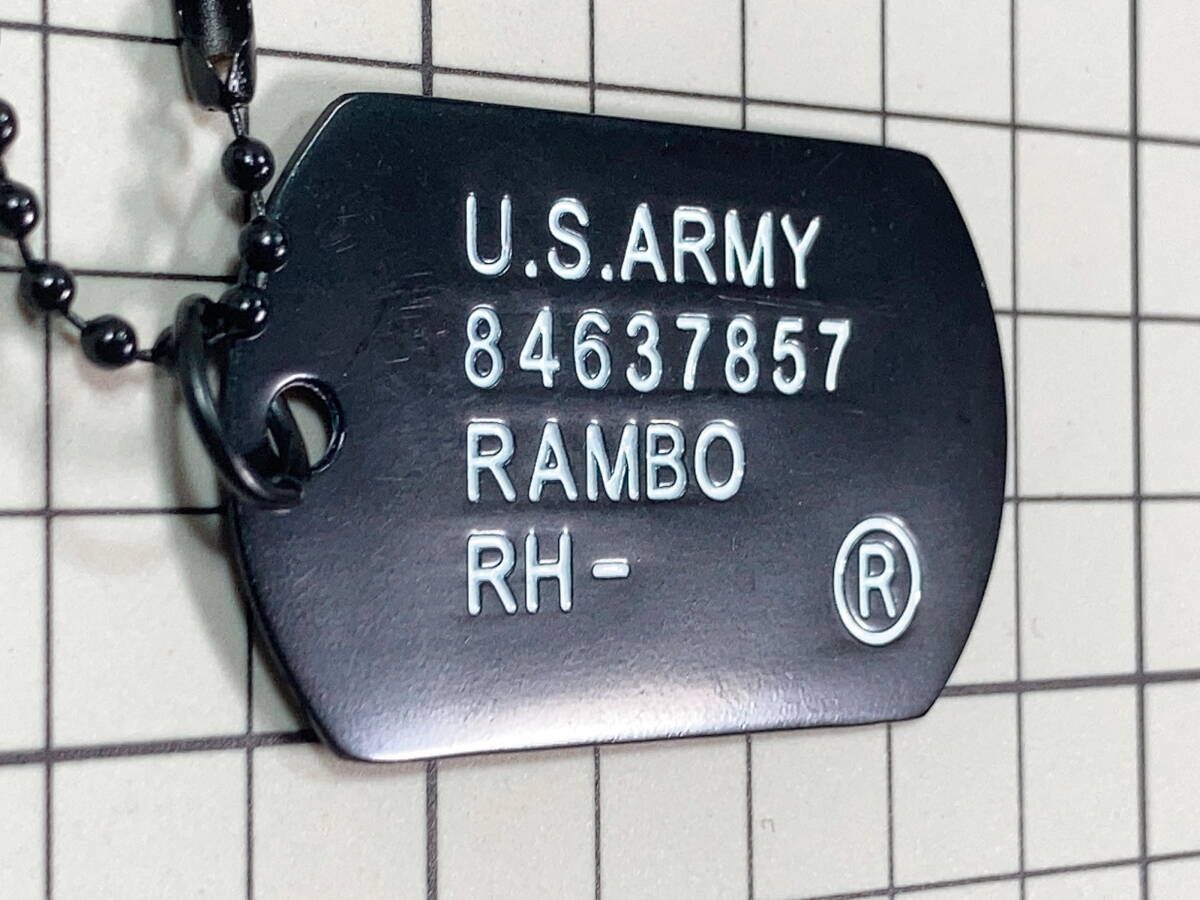 U.S.ARMY
84637857
RAMBO
RH- ®